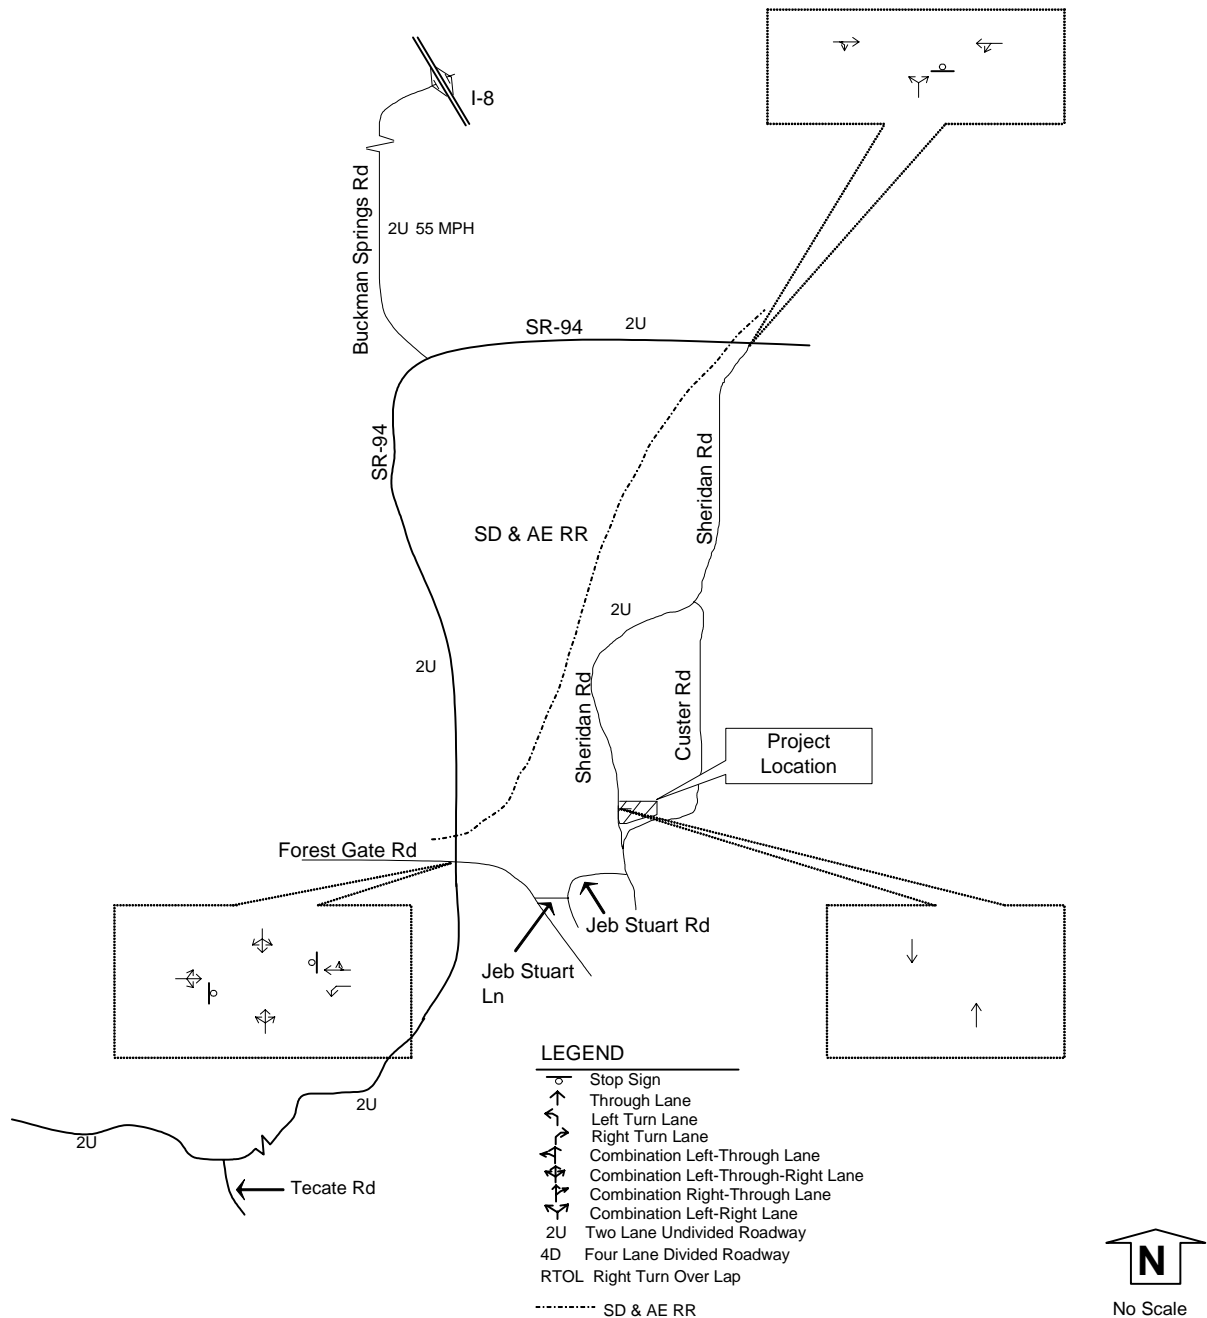 I-8
Buckman Springs Rd
2U 55 MPH
SR-94
2U
SR-94
Sheridan Rd
SD & AE RR
2U
2U
Sheridan Rd
Custer Rd
Project
Location
Forest Gate Rd
Jeb Stuart Rd
Jeb Stuart
Ln
2U
2U
Tecate Rd
LEGEND
Stop Sign
Through Lane
Left Turn Lane
Right Turn Lane
Combination Left-Through Lane
Combination Left-Through-Right Lane
Combination Right-Through Lane
Combination Left-Right Lane
2U Two Lane Undivided Roadway
4D Four Lane Divided Roadway
RTOL Right Turn Over Lap
SD & AE RR
N
No Scale